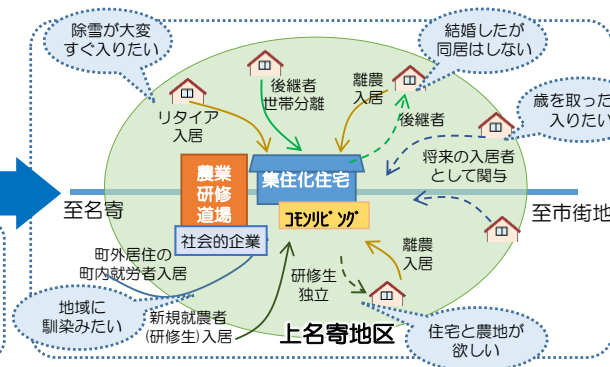 除雪が大変
すぐ入りたい
結婚したが
同居はしない
後継者
世帯分離
離農
入居
リタイア
入居
後継者
歳を取った
入りたい
農業
研修
道場
集住化住宅
将来の入居者
として関与
コモンリビング
至名寄
至市街地
社会的企業
町外居住の
町内就労者入居
離農
入居
研修生
独立
地域に
馴染みたい
新規就農者
(研修生)入居
上名寄地区
住宅と農地が
欲しい